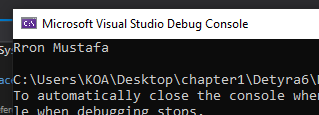 Microsoft Visual Studio Debug Console
Rron Mustafa
C:\Users\KOA\Desktop\chapter1\Detyra6\
To automatically close the console whe
le when debugging stops.